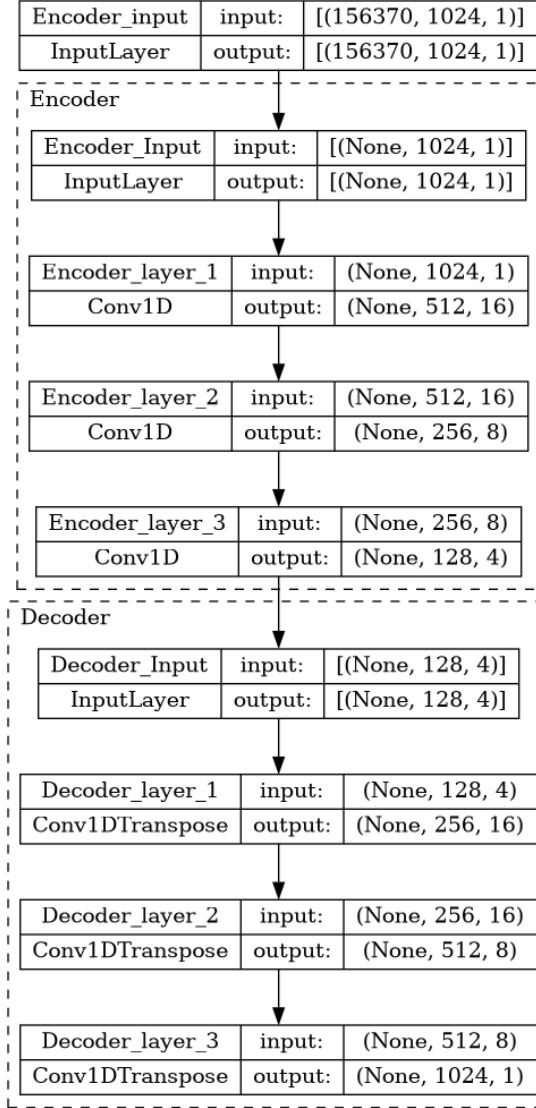 Encoder_input input: [(156370, 1024, 1)]
InputLayer output: [(156370, 1024, 1)]
Encoder
Encoder_Input input: [(None, 1024, 1)]
InputLayer output: [(None, 1024, 1)]
Encoder_layer_1 input: (None, 1024, 1)
Conv1D output: (None, 512, 16)
Encoder_layer_2 input: (None, 512, 16)
Conv1D output: (None, 256, 8)
Encoder_layer_3 input: (None, 256, 8)
Conv1D output: (None, 128, 4)
Decoder
Decoder_Input input: [(None, 128, 4)]
InputLayer output: [(None, 128, 4)]
Decoder_layer_1 input: (None, 128, 4)
Conv1DTranspose output: (None, 256, 16)
Decoder_layer_2 input: (None, 256, 16)
Conv1DTranspose output: (None, 512, 8)
Decoder_layer_3 input: (None, 512, 8)
Conv1DTranspose output: (None, 1024, 1)